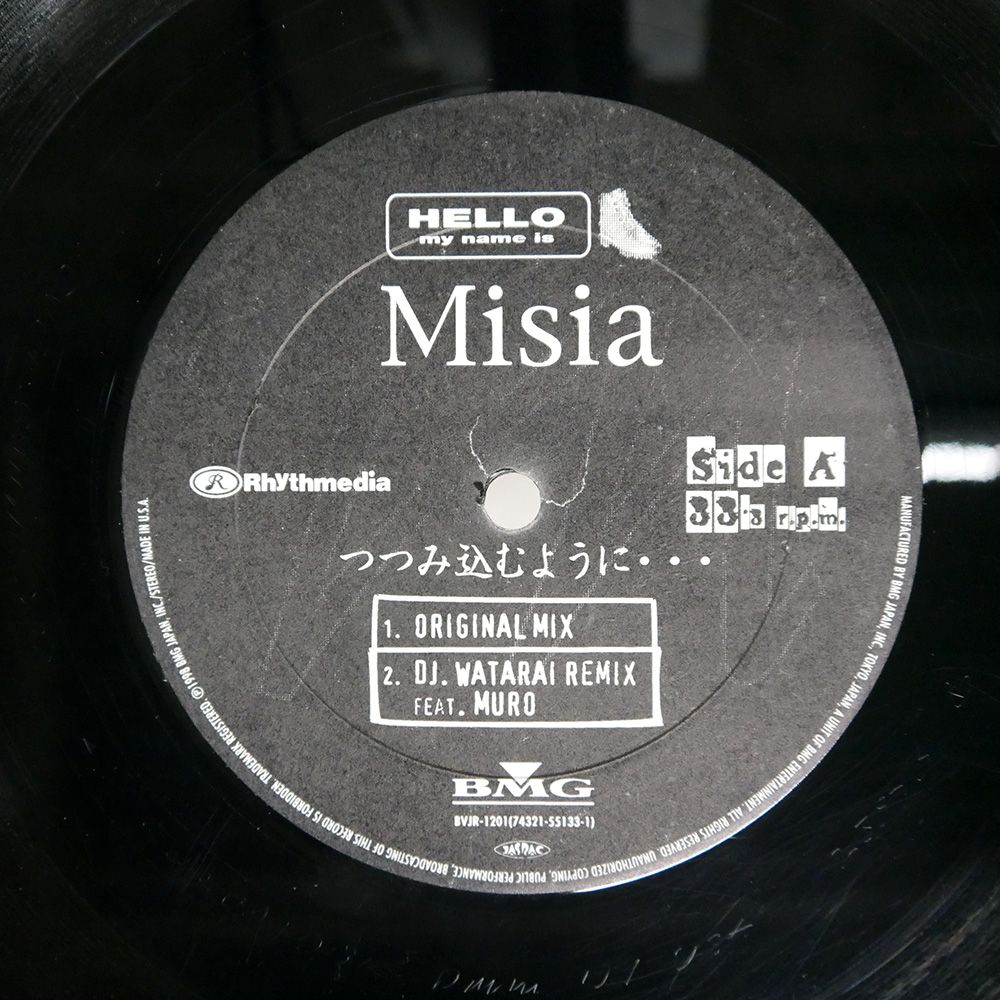 HELLO
my name is
Misia
Rhythmedia
Side A
33⅓ r.p.m.
つつみ込むように・・・
1. ORIGINAL MIX
2. DJ. WATARAI REMIX
FEAT. MURO
BMG
BVJR-1201(74321-55133-1)
JASRAC
MANUFACTURED BY BMG JAPAN, INC. TOKYO, JAPAN, A UNIT OF BMG ENTERTAINMENT. ALL RIGHTS RESERVED. UNAUTHORIZED COPYING, PUBLIC PERFORMANCE, BROADCASTING OF THIS RECORD IS FORBIDDEN. TRADEMARK REGISTERED. ℗1998 BMG JAPAN, INC./STEREO/MADE IN U.S.A.